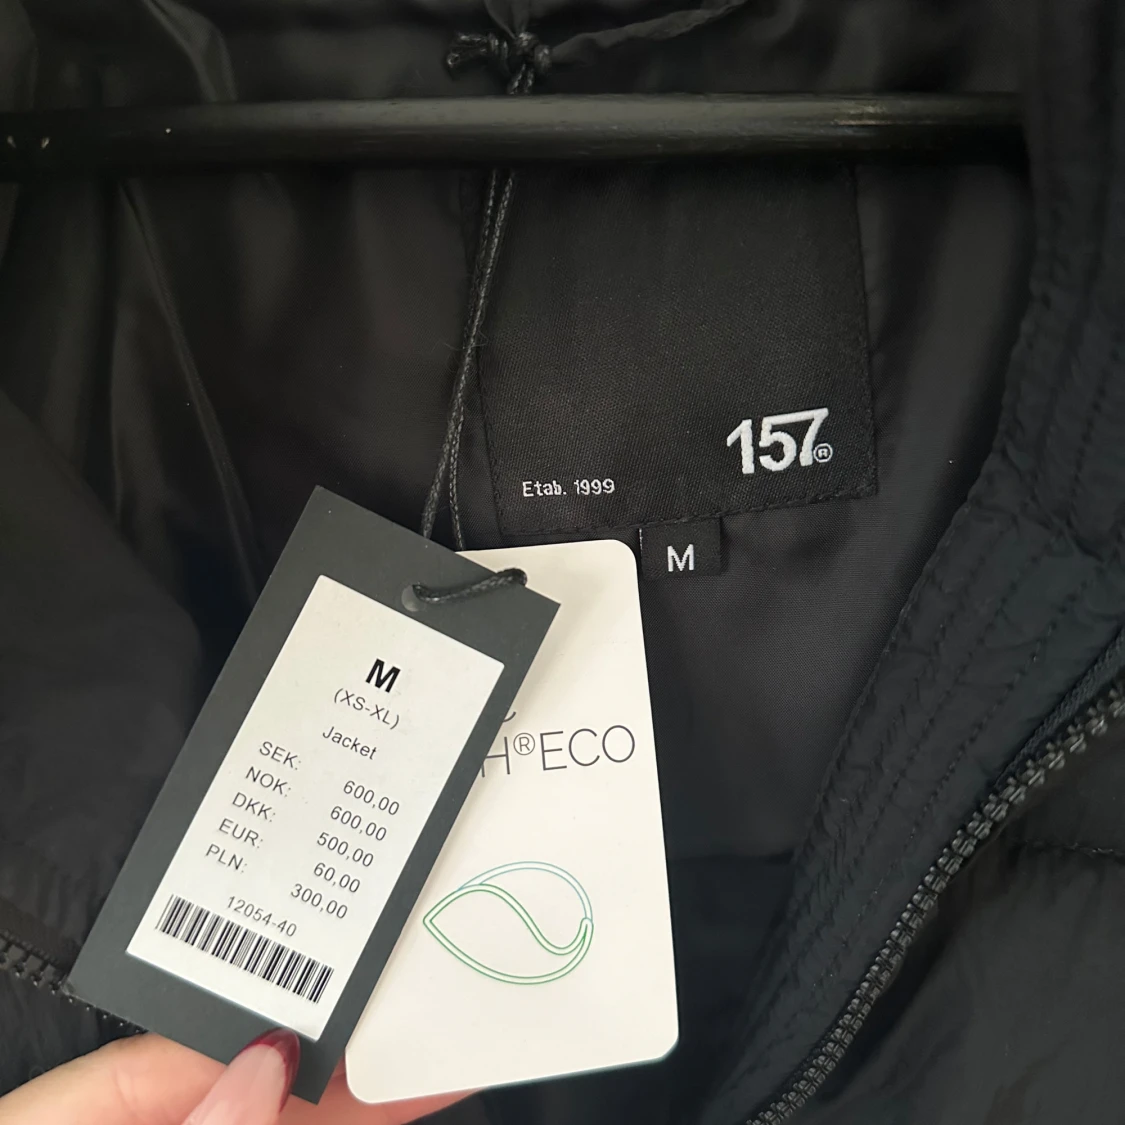 157®
Etab. 1999
M
M
(XS-XL)
Jacket
SEK: 600,00
NOK: 600,00
DKK: 500,00
EUR: 60,00
PLN: 300,00
12054-40
®ECO